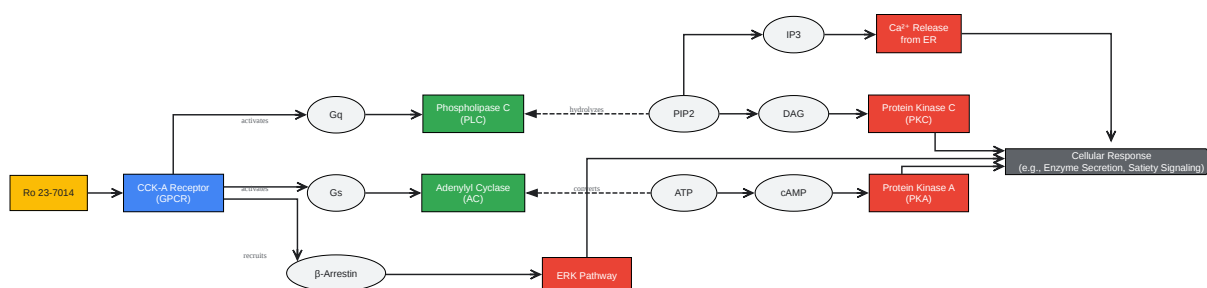 IP3
Ca²⁺ Release
from ER
Gq
activates
Phospholipase C
(PLC)
hydrolyzes
PIP2
DAG
Protein Kinase C
(PKC)
Cellular Response
(e.g., Enzyme Secretion, Satiety Signaling)
Ro 23-7014
CCK-A Receptor
(GPCR)
activates
Gs
Adenylyl Cyclase
(AC)
converts
ATP
cAMP
Protein Kinase A
(PKA)
recruits
β-Arrestin
ERK Pathway